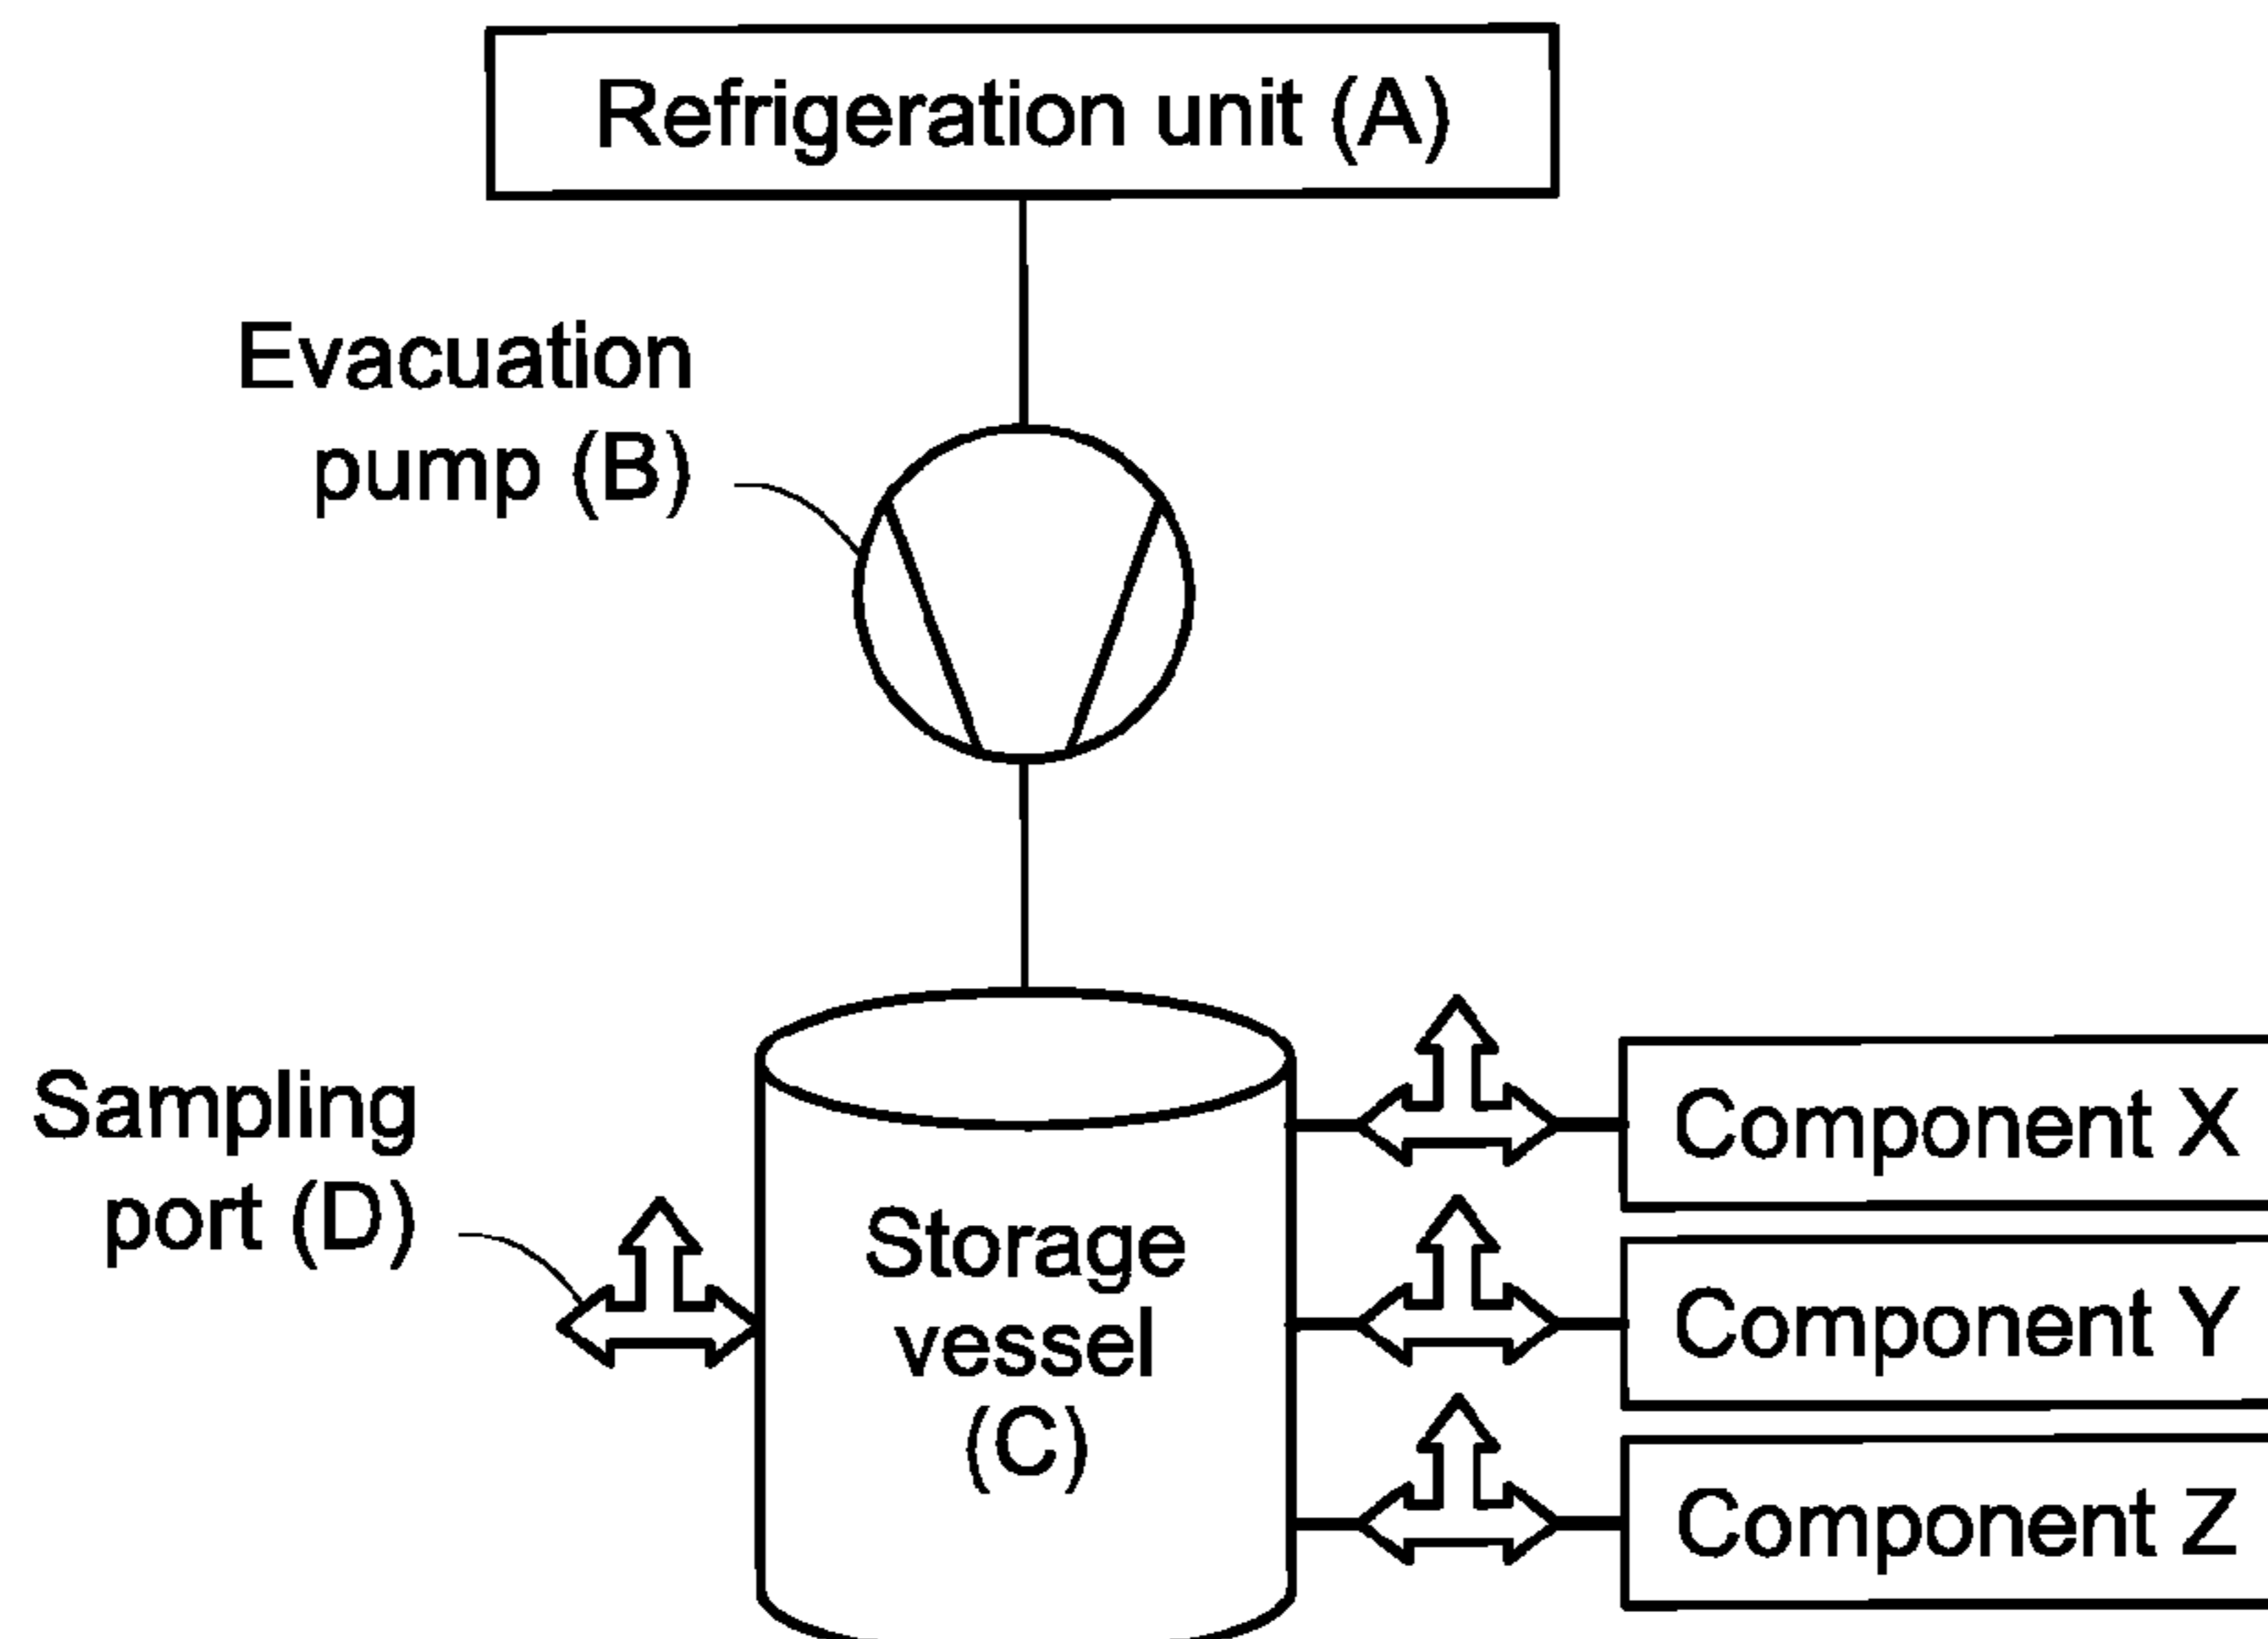 Refrigeration unit (A)
Evacuation
pump (B)
Sampling
port (D)
Storage
vessel
(C)
Component X
Component Y
Component Z